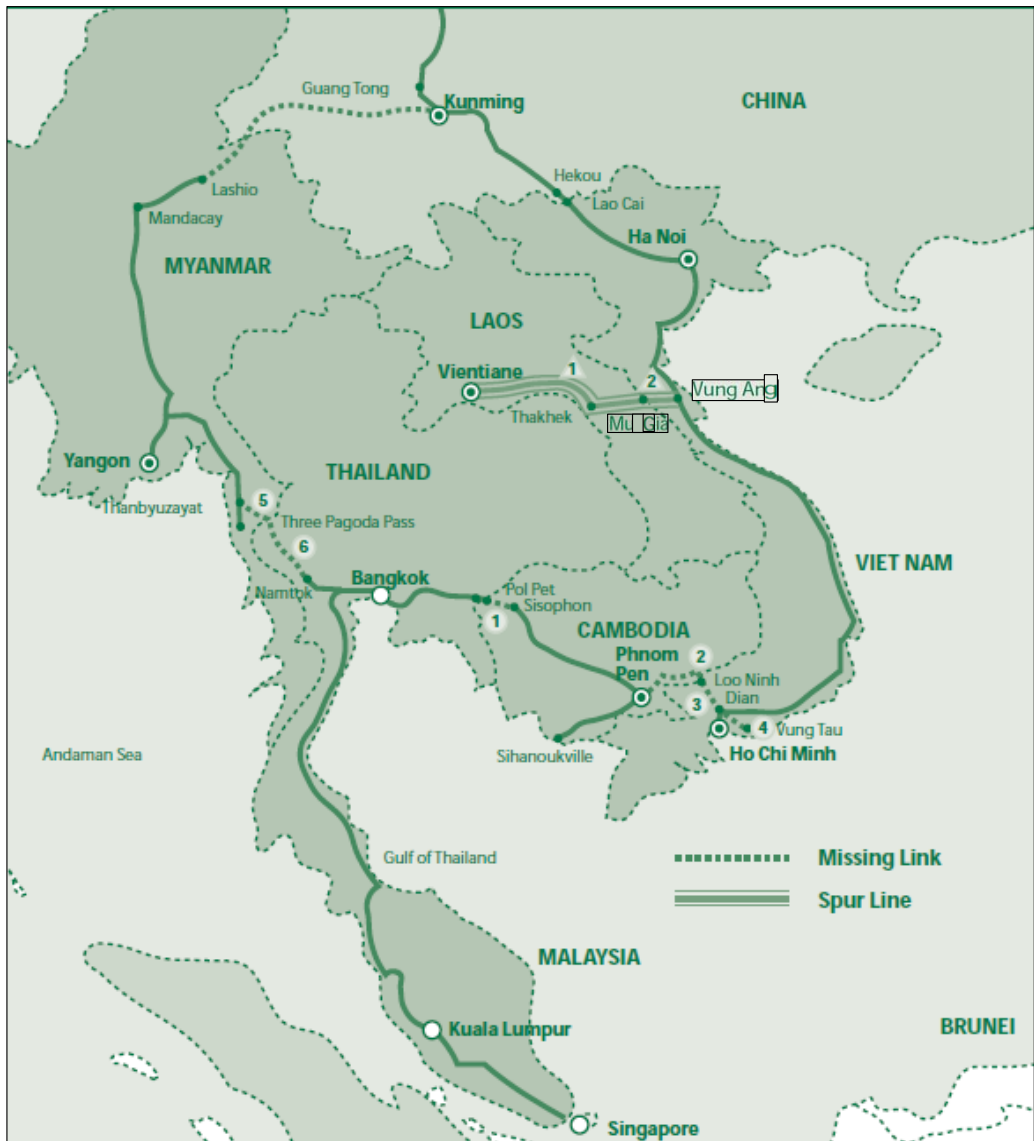 Guang Tong
Kunming
CHINA
Lashio
Mandacay
Hekou
Lao Cai
Ha Noi
MYANMAR
LAOS
Vientiane
1
2
Vung Ang
Thakhek
Mu Gia
Yangon
THAILAND
Thanbyuzayat
5
Three Pagoda Pass
6
VIET NAM
Namtok
Bangkok
Pol Pet
Sisophon
1
CAMBODIA
Phnom
Pen
2
Loo Ninh
Dian
3
4
Vung Tau
Ho Chi Minh
Sihanoukville
Andaman Sea
Gulf of Thailand
Missing Link
Spur Line
MALAYSIA
Kuala Lumpur
BRUNEI
Singapore